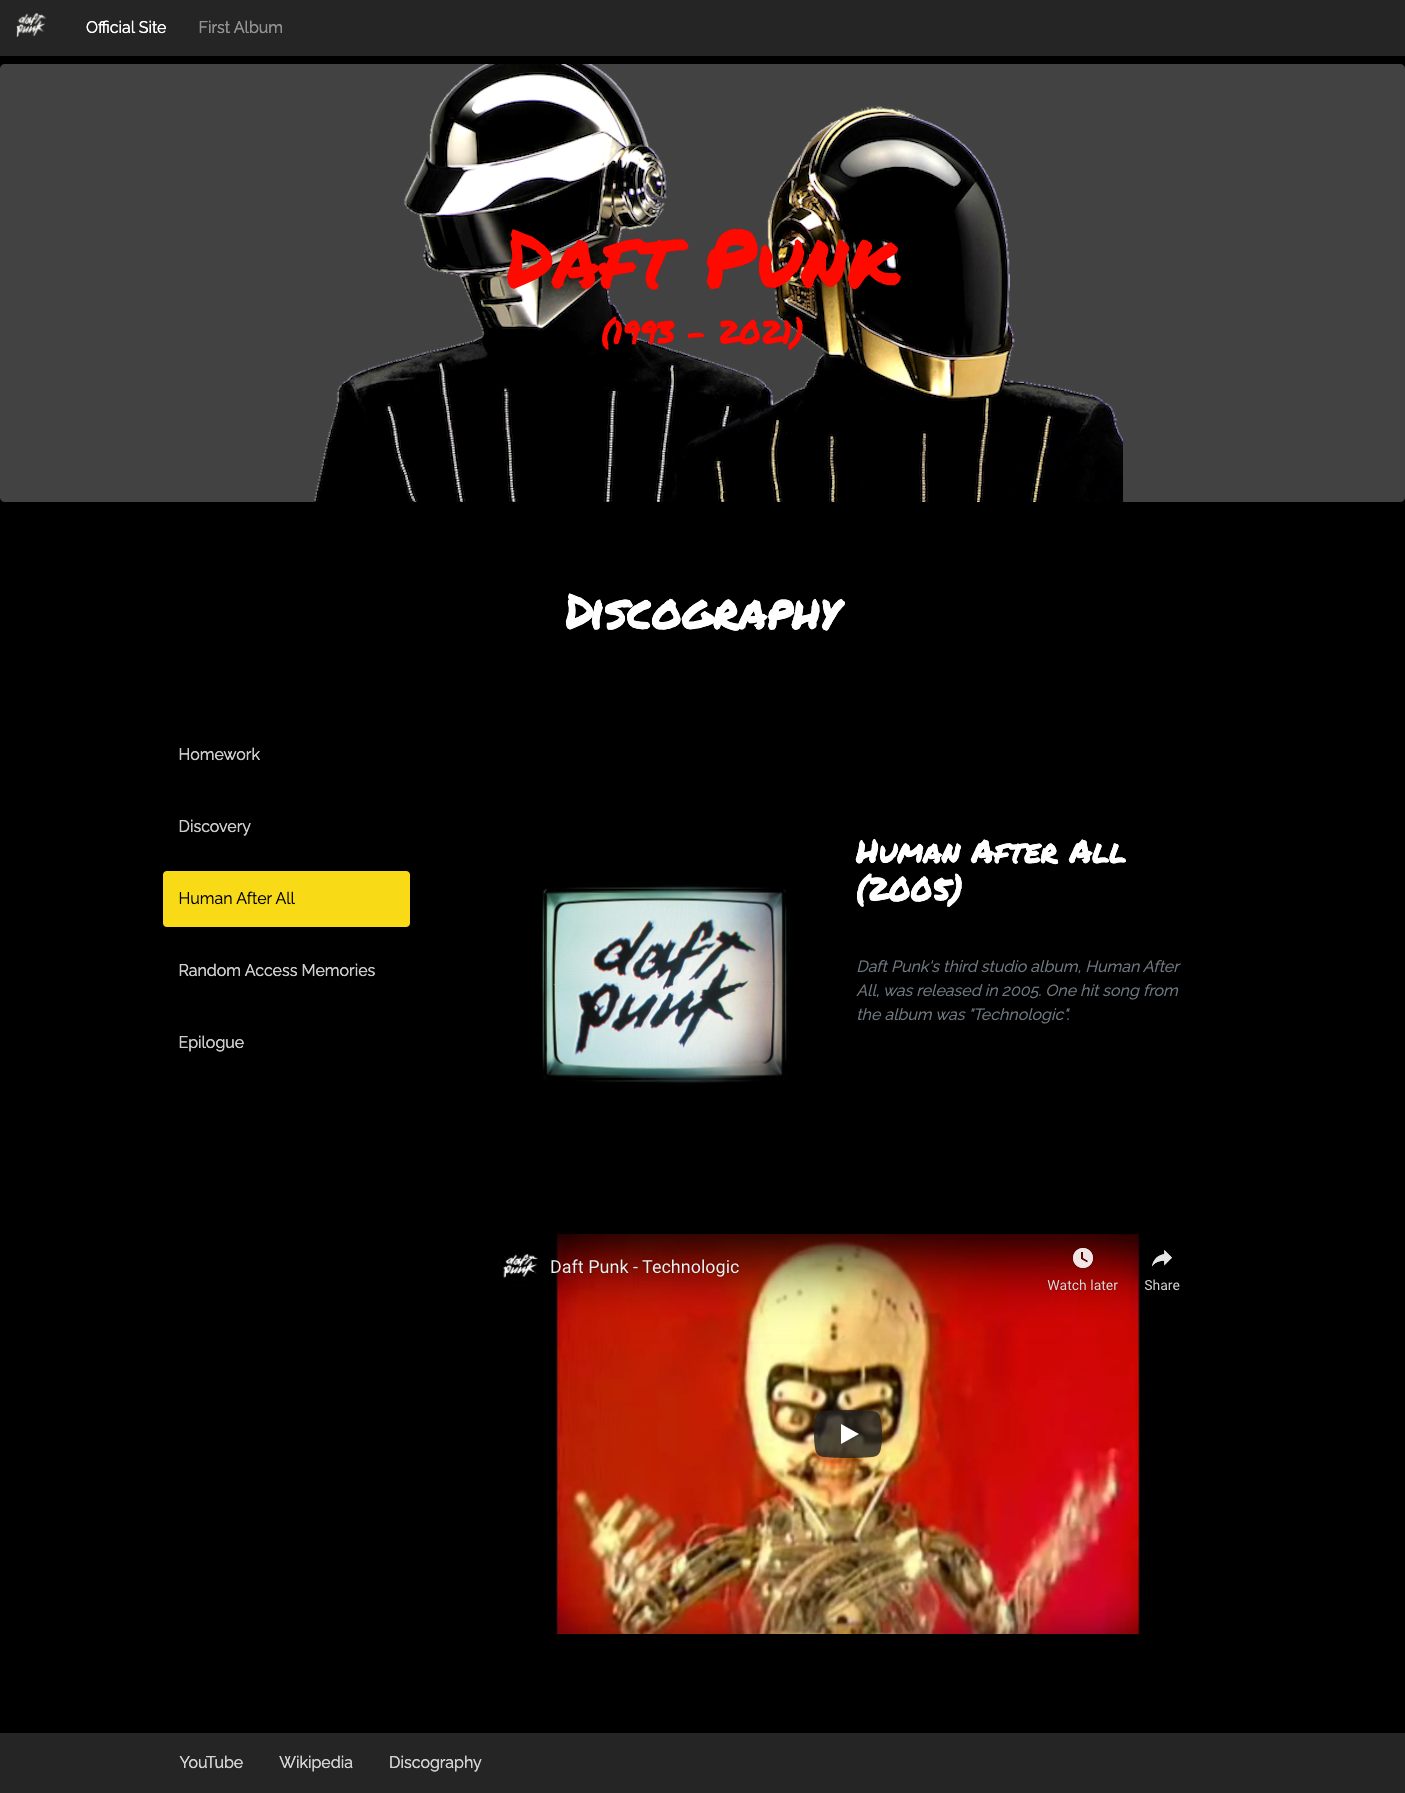 daft punk
Official Site
First Album
Daft Punk
(1993 - 2021)
Discography
Homework
Discovery
Human After All
Random Access Memories
Epilogue
daft
punk
Human After All
(2005)
Daft Punk's third studio album, Human After
All, was released in 2005. One hit song from
the album was "Technologic".
daft punk
Daft Punk - Technologic
Watch later
Share
YouTube
Wikipedia
Discography